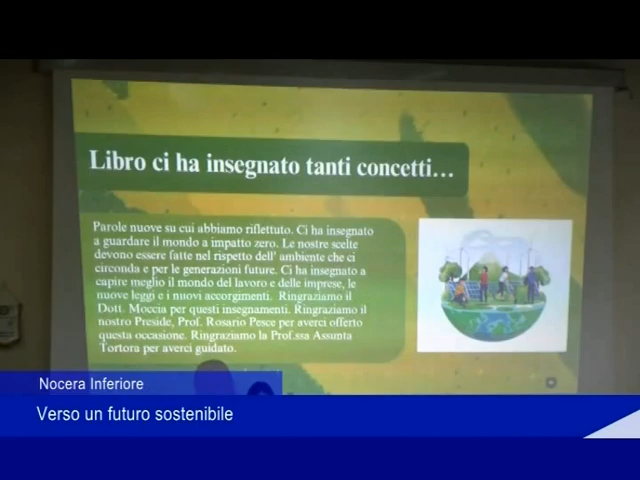 Libro ci ha insegnato tanti concetti…
Parole nuove su cui abbiamo riflettuto. Ci ha insegnato
a guardare il mondo a impatto zero. Le nostre scelte
devono essere fatte nel rispetto dell' ambiente che ci
circonda e per le generazioni future. Ci ha insegnato a
capire meglio il mondo del lavoro e delle imprese, le
nuove leggi e i nuovi accorgimenti. Ringraziamo il
Dott. Moccia per questi insegnamenti. Ringraziamo il
nostro Preside, Prof. Rosario Pesce per averci offerto
questa occasione. Ringraziamo la Prof.ssa Assunta
Tortora per averci guidato.
Nocera Inferiore
Verso un futuro sostenibile